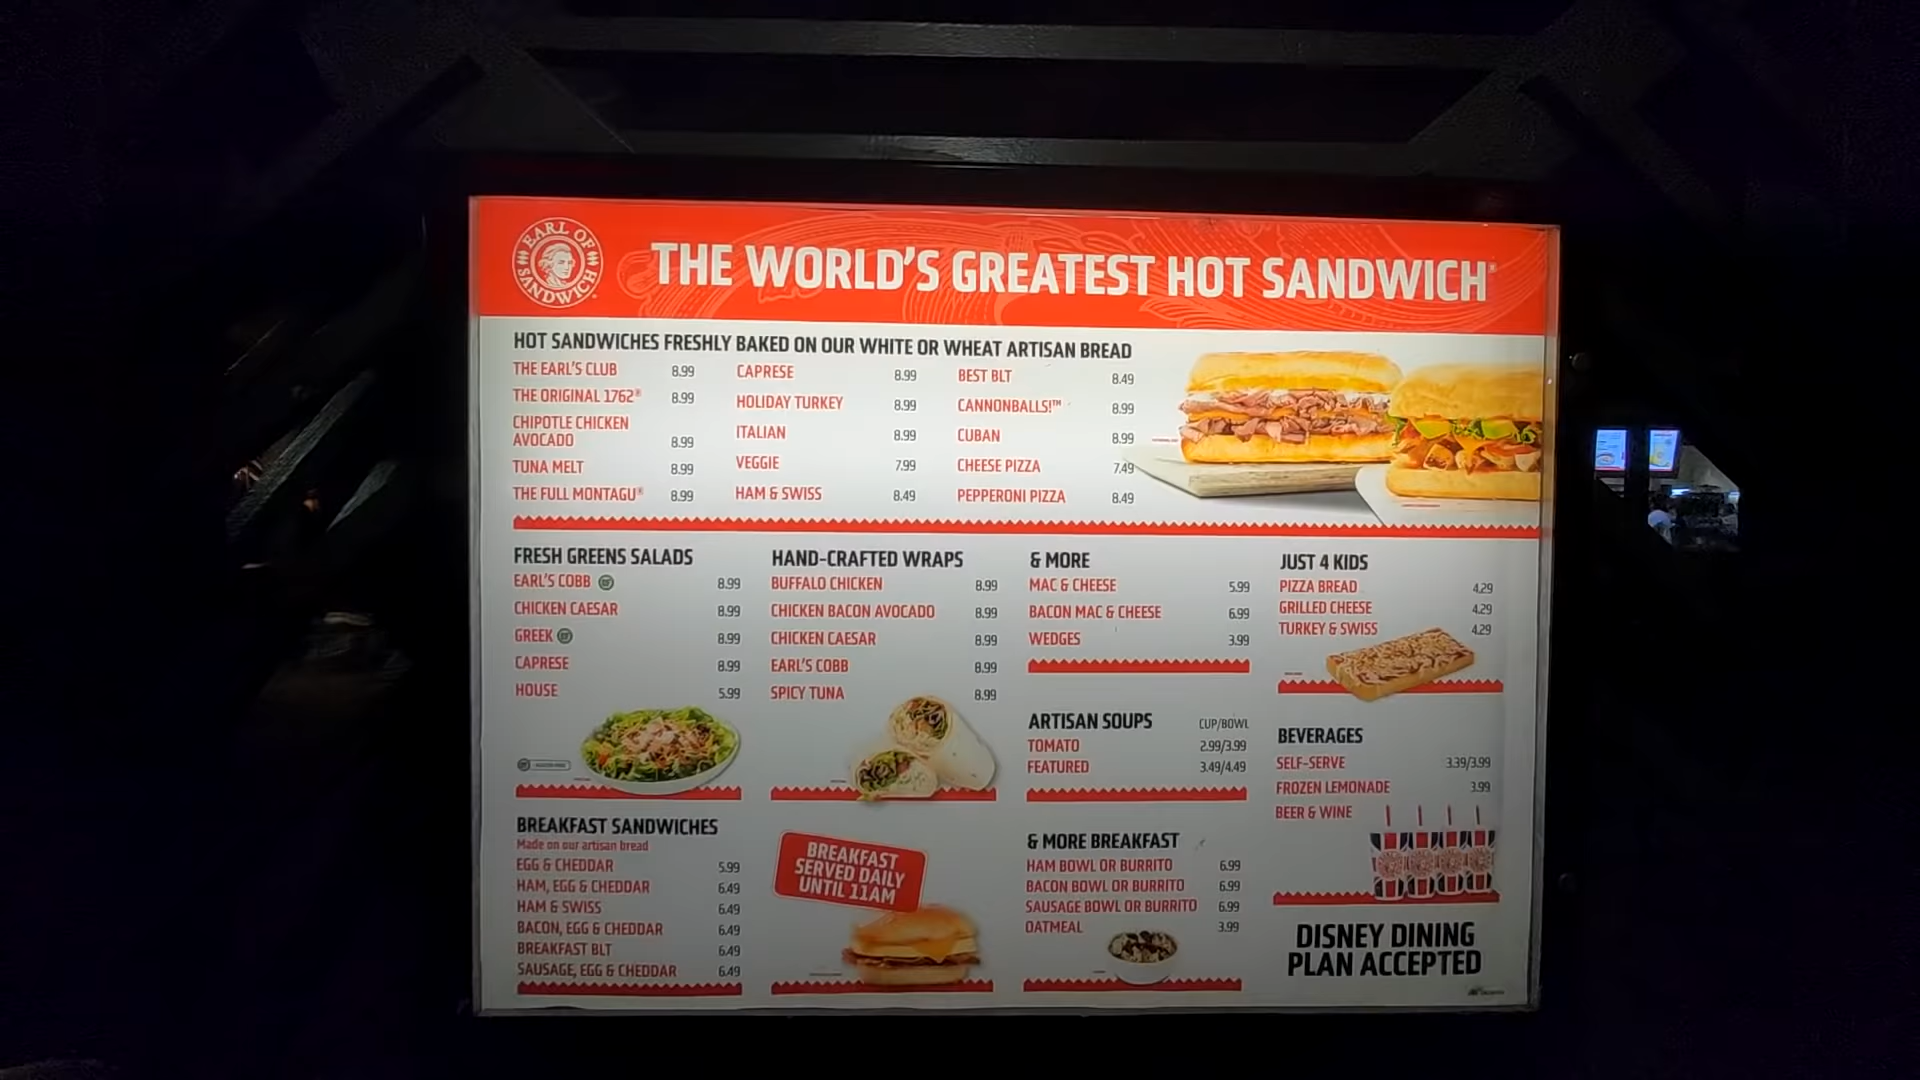 EARL OF SANDWICH
THE WORLD'S GREATEST HOT SANDWICH®
HOT SANDWICHES FRESHLY BAKED ON OUR WHITE OR WHEAT ARTISAN BREAD
THE EARL'S CLUB 8.99
THE ORIGINAL 1762® 8.99
CHIPOTLE CHICKEN
AVOCADO 8.99
TUNA MELT 8.99
THE FULL MONTAGU® 8.99
CAPRESE 8.99
HOLIDAY TURKEY 8.99
ITALIAN 8.99
VEGGIE 7.99
HAM & SWISS 8.49
BEST BLT 8.49
CANNONBALLS!™ 8.99
CUBAN 8.99
CHEESE PIZZA 7.49
PEPPERONI PIZZA 8.49
FRESH GREENS SALADS
EARL'S COBB 8.99
CHICKEN CAESAR 8.99
GREEK 8.99
CAPRESE 8.99
HOUSE 5.99
HAND-CRAFTED WRAPS
BUFFALO CHICKEN 8.99
CHICKEN BACON AVOCADO 8.99
CHICKEN CAESAR 8.99
EARL'S COBB 8.99
SPICY TUNA 8.99
& MORE
MAC & CHEESE 5.99
BACON MAC & CHEESE 6.99
WEDGES 3.99
ARTISAN SOUPS CUP/BOWL
TOMATO 2.99/3.99
FEATURED 3.49/4.49
JUST 4 KIDS
PIZZA BREAD 4.29
GRILLED CHEESE 4.29
TURKEY & SWISS 4.29
BEVERAGES
SELF-SERVE 3.39/3.99
FROZEN LEMONADE 3.99
BEER & WINE
BREAKFAST SANDWICHES
Made on our artisan bread
EGG & CHEDDAR 5.99
HAM, EGG & CHEDDAR 6.49
HAM & SWISS 6.49
BACON, EGG & CHEDDAR 6.49
BREAKFAST BLT 6.49
SAUSAGE, EGG & CHEDDAR 6.49
BREAKFAST
SERVED DAILY
UNTIL 11AM
& MORE BREAKFAST
HAM BOWL OR BURRITO 6.99
BACON BOWL OR BURRITO 6.99
SAUSAGE BOWL OR BURRITO 6.99
OATMEAL 3.99
DISNEY DINING
PLAN ACCEPTED